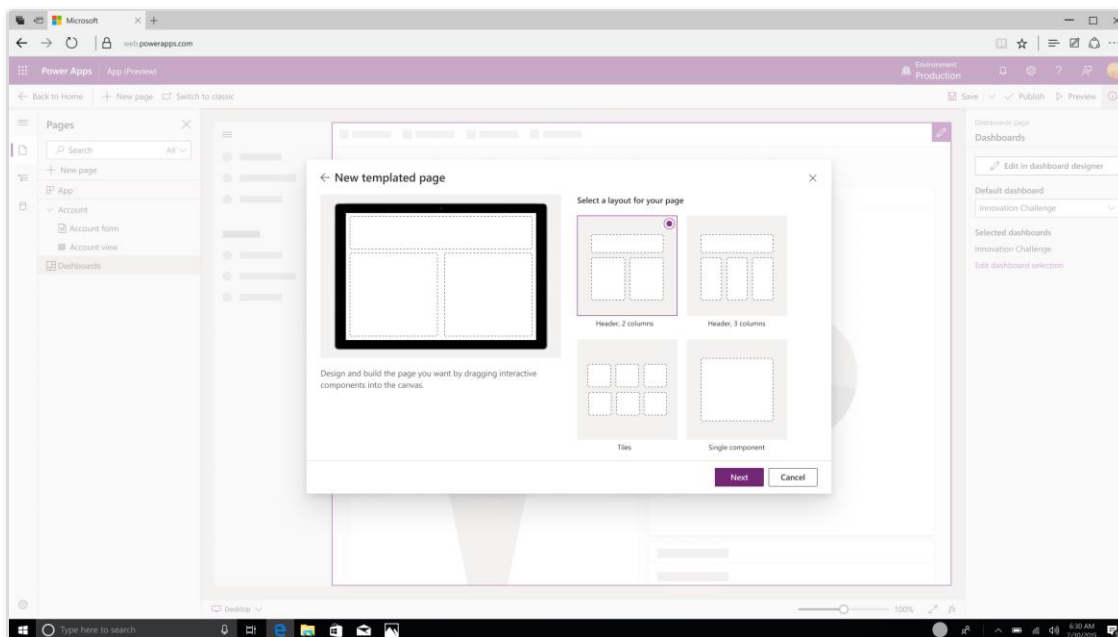 Microsoft
web.powerapps.com
Power Apps App (Preview)
Environment
Production
Back to Home New page Switch to classic
Save Publish Preview
Pages
Search All
New page
App
Account
Account form
Account view
Dashboards
New templated page
Design and build the page you want by dragging interactive
components into the canvas.
Select a layout for your page
Header, 2 columns
Header, 3 columns
Tiles
Single component
Next
Cancel
Dashboards page
Dashboards
Edit in dashboard designer
Default dashboard
Innovation Challenge
Selected dashboards
Innovation Challenge
Edit dashboard selection
Desktop
100%
Type here to search
6:30 AM